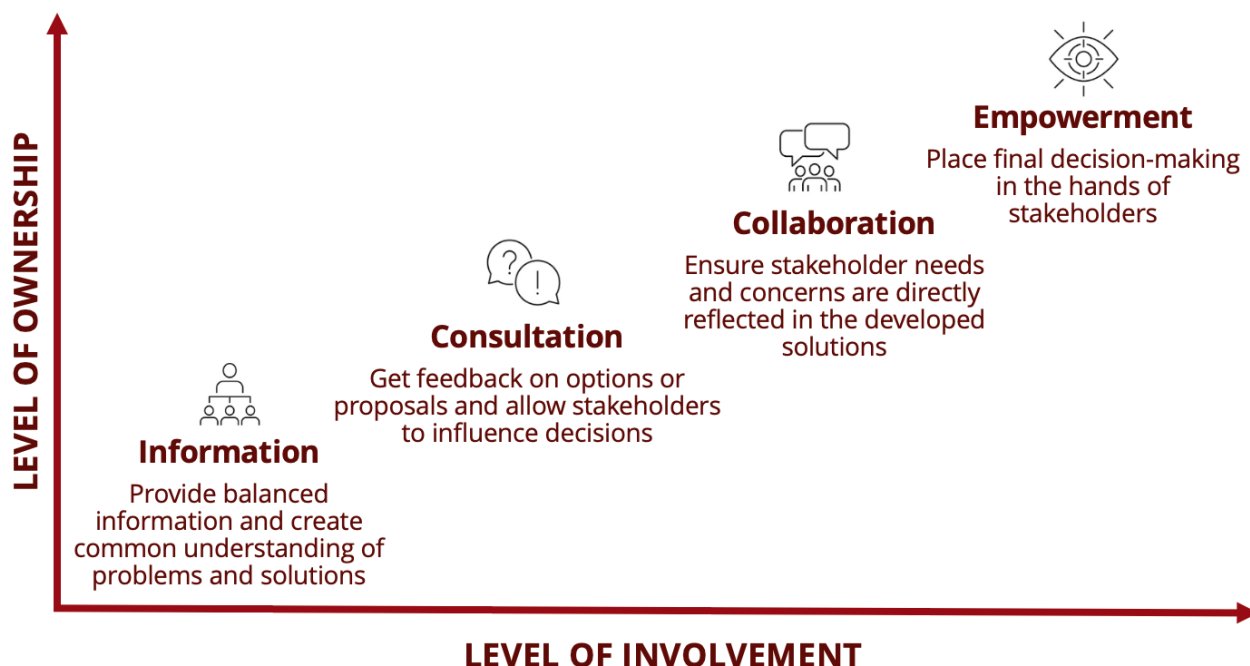 LEVEL OF OWNERSHIP
Empowerment
Place final decision-making
in the hands of
stakeholders
Collaboration
Ensure stakeholder needs
and concerns are directly
reflected in the developed
solutions
?
!
Consultation
Get feedback on options or
proposals and allow stakeholders
to influence decisions
Information
Provide balanced
information and create
common understanding of
problems and solutions
LEVEL OF INVOLVEMENT